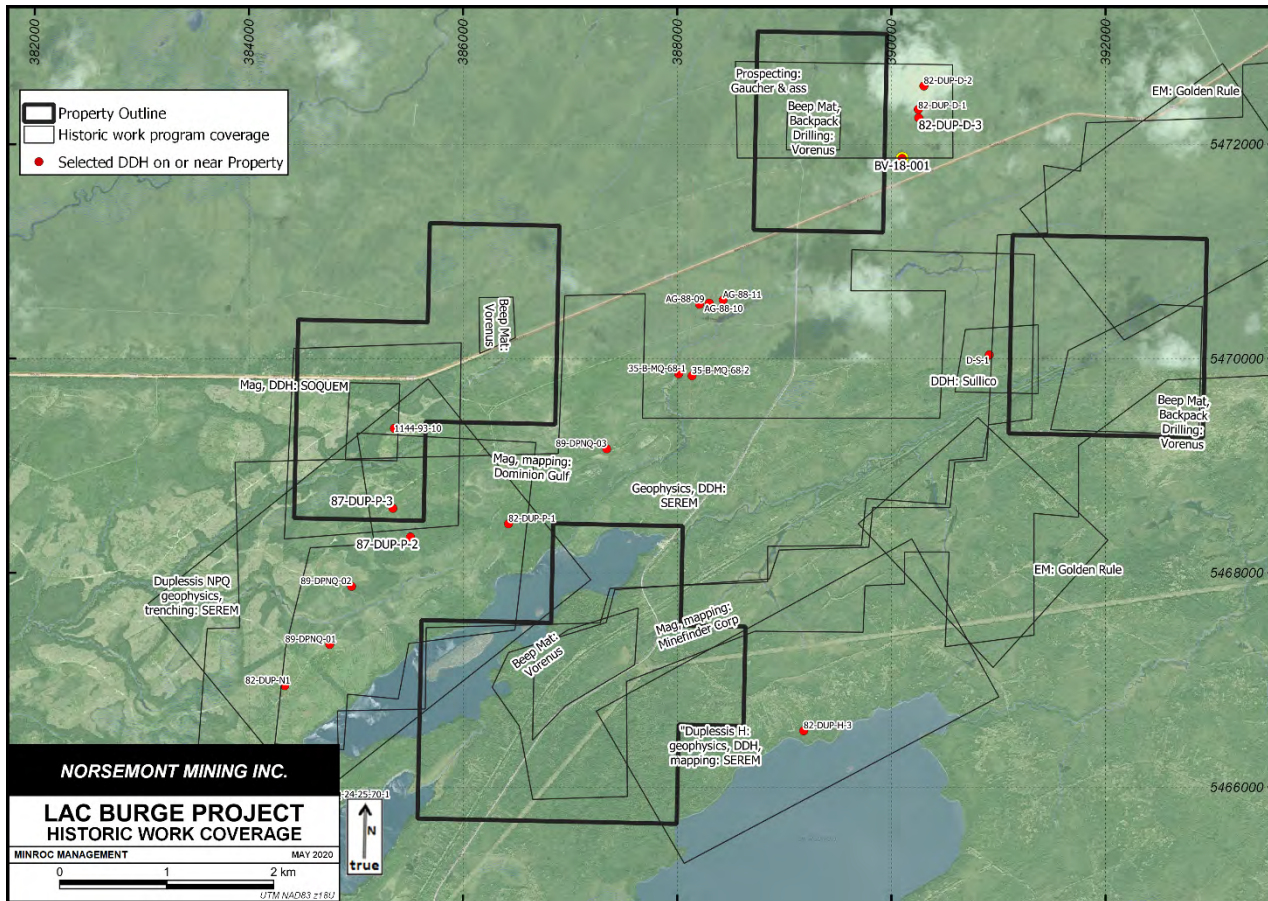 382000
384000
386000
388000
390000
392000
Property Outline
Historic work program coverage
Selected DDH on or near Property
Prospecting:
Gaucher & ass
Beep Mat,
Backpack
Drilling:
Vorenus
82-DUP-D-2
82-DUP-D-1
82-DUP-D-3
BV-18-001
EM: Golden Rule
5472000
Beep Mat:
Vorenus
AG-88-09
AG-88-11
AG-88-10
35-B-MQ-68-1
35-B-MQ-68-2
D-S-1
DDH: Sullico
5470000
Mag, DDH: SOQUEM
1144-93-10
Beep Mat,
Backpack
Drilling:
Vorenus
89-DPNQ-03
Mag, mapping:
Dominion Gulf
Geophysics, DDH:
SEREM
87-DUP-P-3
82-DUP-P-1
87-DUP-P-2
5468000
EM: Golden Rule
Duplessis NPQ
geophysics,
trenching: SEREM
89-DPNQ-02
89-DPNQ-01
82-DUP-N1
Beep Mat:
Vorenus
Mag, mapping:
Minefinder Corp
"Duplessis H:
geophysics, DDH,
mapping: SEREM
82-DUP-H-3
5466000
NORSEMONT MINING INC.
LAC BURGE PROJECT
HISTORIC WORK COVERAGE
MINROC MANAGEMENT
MAY 2020
0 1 2 km
UTM NAD83 z18U
-24-25-70-1
N
true